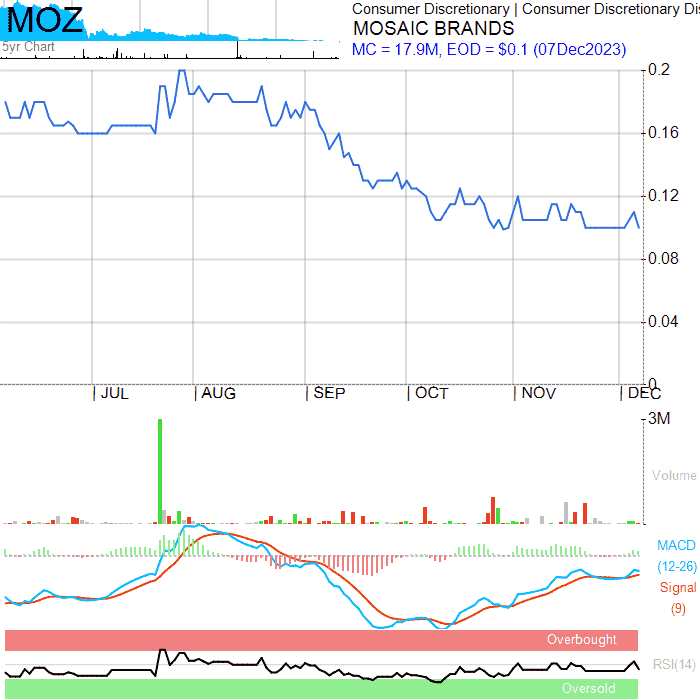 MOZ
5yr Chart
Consumer Discretionary | Consumer Discretionary Dis
MOSAIC BRANDS
MC = 17.9M, EOD = $0.1 (07Dec2023)
0.2
0.16
0.12
0.08
0.04
0
JUL AUG SEP OCT NOV DEC
3M
Volume
MACD
(12-26)
Signal
(9)
Overbought
RSI(14)
Oversold